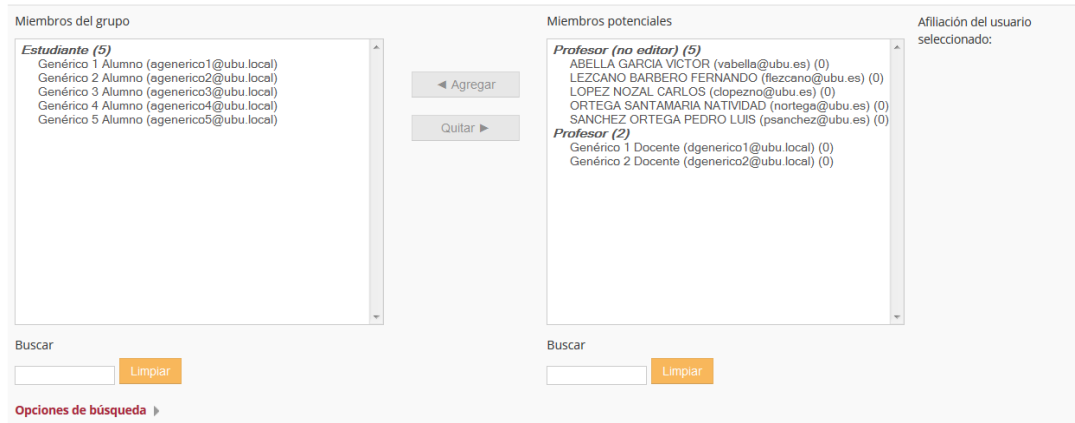 Miembros del grupo
Estudiante (5)
Genérico 1 Alumno (agenerico1@ubu.local)
Genérico 2 Alumno (agenerico2@ubu.local)
Genérico 3 Alumno (agenerico3@ubu.local)
Genérico 4 Alumno (agenerico4@ubu.local)
Genérico 5 Alumno (agenerico5@ubu.local)
◄ Agregar
Quitar ►
Miembros potenciales
Profesor (no editor) (5)
ABELLA GARCIA VICTOR (vabella@ubu.es) (0)
LEZCANO BARBERO FERNANDO (flezcano@ubu.es) (0)
LOPEZ NOZAL CARLOS (clopezno@ubu.es) (0)
ORTEGA SANTAMARIA NATIVIDAD (nortega@ubu.es) (0)
SANCHEZ ORTEGA PEDRO LUIS (psanchez@ubu.es) (0)
Profesor (2)
Genérico 1 Docente (dgenerico1@ubu.local) (0)
Genérico 2 Docente (dgenerico2@ubu.local) (0)
Afiliación del usuario
seleccionado:
Buscar
Limpiar
Buscar
Limpiar
Opciones de búsqueda